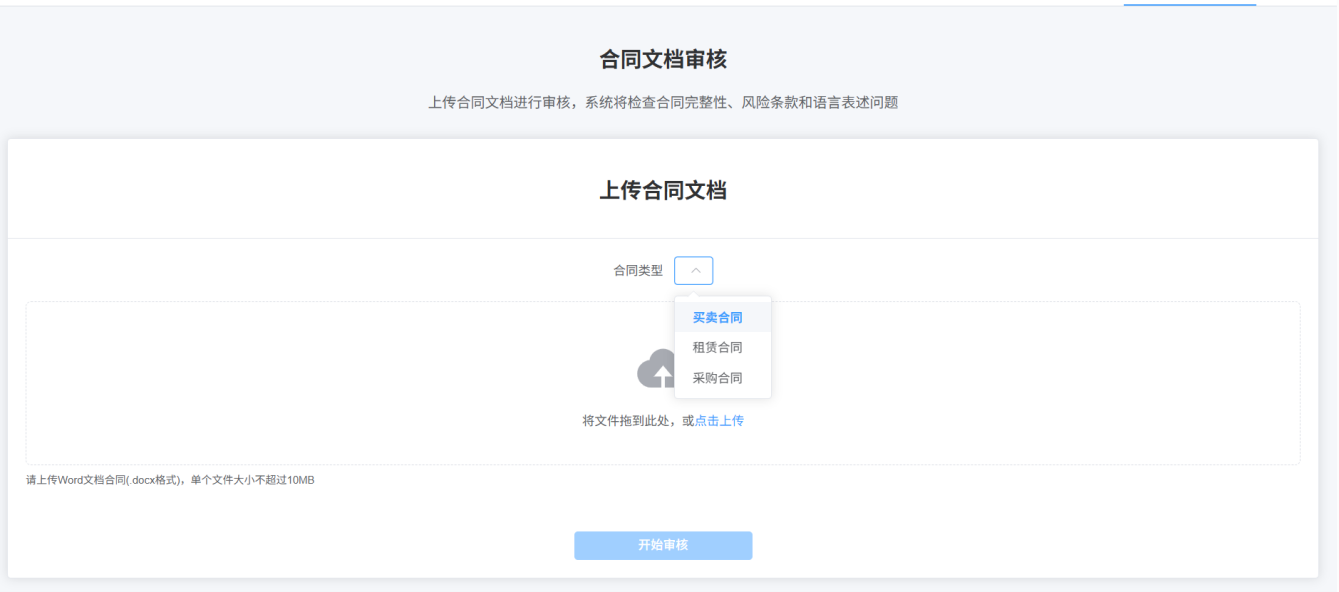 合同文档审核
上传合同文档进行审核，系统将检查合同完整性、风险条款和语言表述问题
上传合同文档
合同类型
买卖合同
租赁合同
采购合同
将文件拖到此处，或点击上传
请上传Word文档合同(.docx格式)，单个文件大小不超过10MB
开始审核